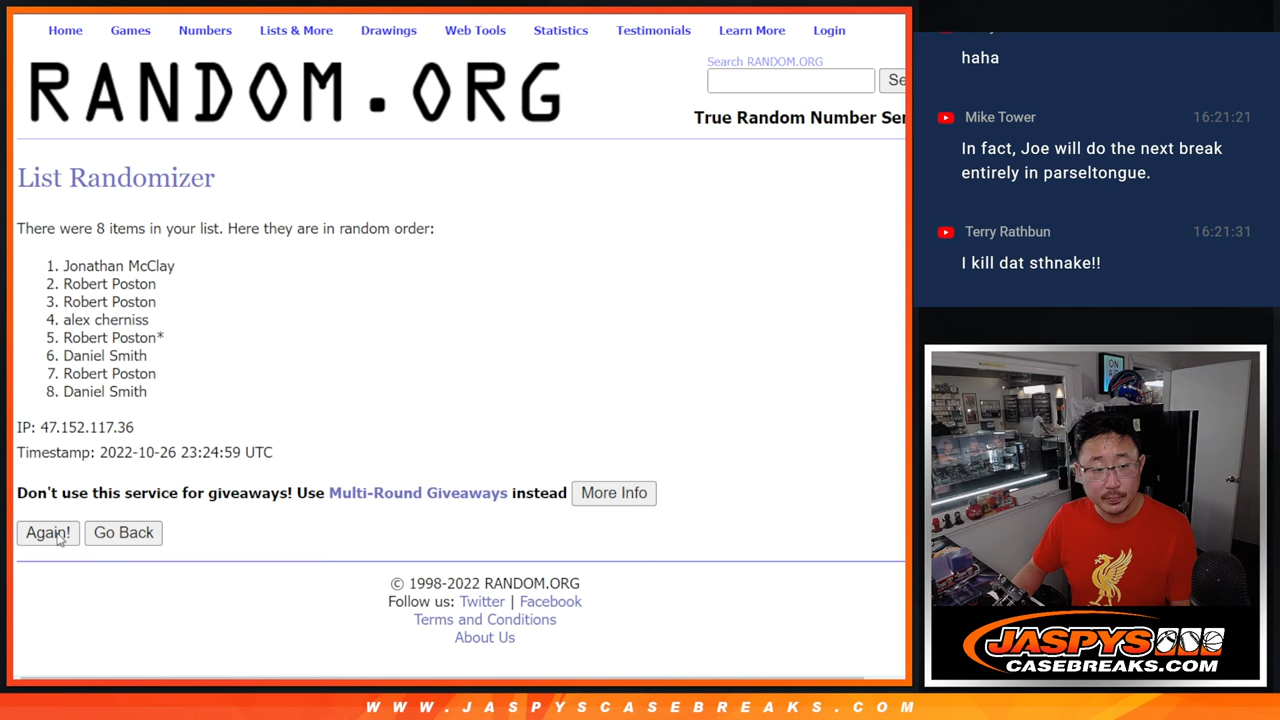 Home Games Numbers Lists & More Drawings Web Tools Statistics Testimonials Learn More Login
RANDOM.ORG
Search RANDOM.ORG
Se
True Random Number Ser
List Randomizer
There were 8 items in your list. Here they are in random order:
1. Jonathan McClay
2. Robert Poston
3. Robert Poston
4. alex cherniss
5. Robert Poston*
6. Daniel Smith
7. Robert Poston
8. Daniel Smith
IP: 47.152.117.36
Timestamp: 2022-10-26 23:24:59 UTC
Don't use this service for giveaways! Use Multi-Round Giveaways instead More Info
Again! Go Back
© 1998-2022 RANDOM.ORG
Follow us: Twitter | Facebook
Terms and Conditions
About Us
haha
Mike Tower 16:21:21
In fact, Joe will do the next break
entirely in parseltongue.
Terry Rathbun 16:21:31
I kill dat sthnake!!
ON
AIR
JASPYS
CASEBREAKS.COM
WWW.JASPYSCASEBREAKS.COM